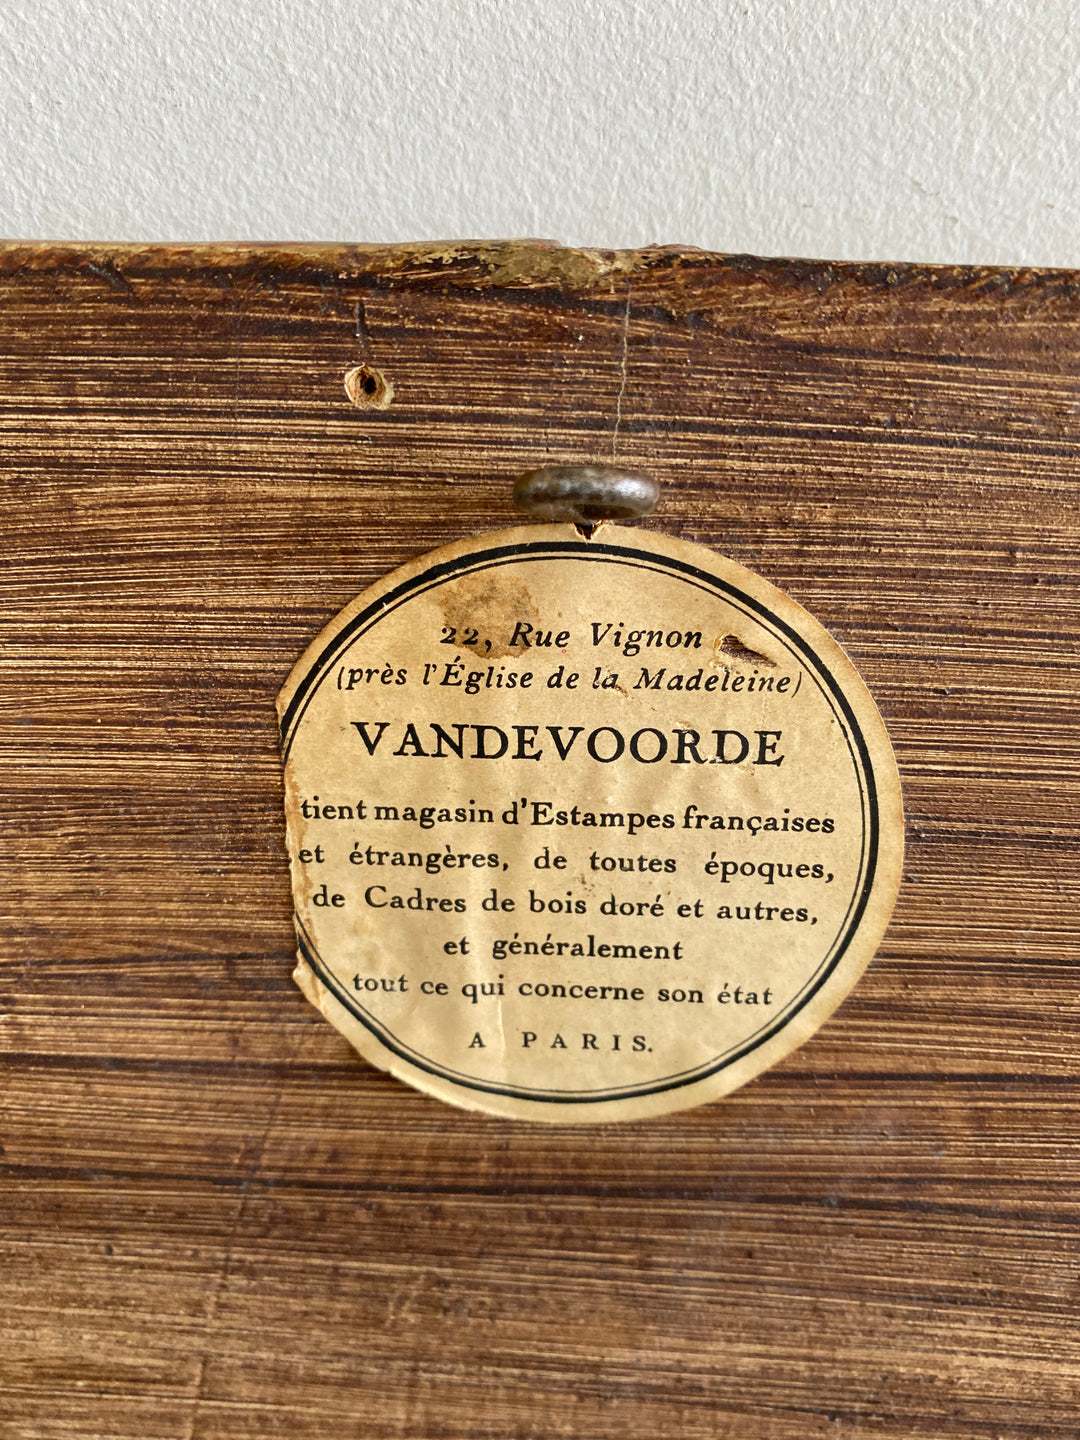 22, Rue Vignon
(près l'Église de la Madeleine)
VANDEVOORDE
tient magasin d'Estampes françaises
et étrangères, de toutes époques,
de Cadres de bois doré et autres,
et généralement
tout ce qui concerne son état
A PARIS.